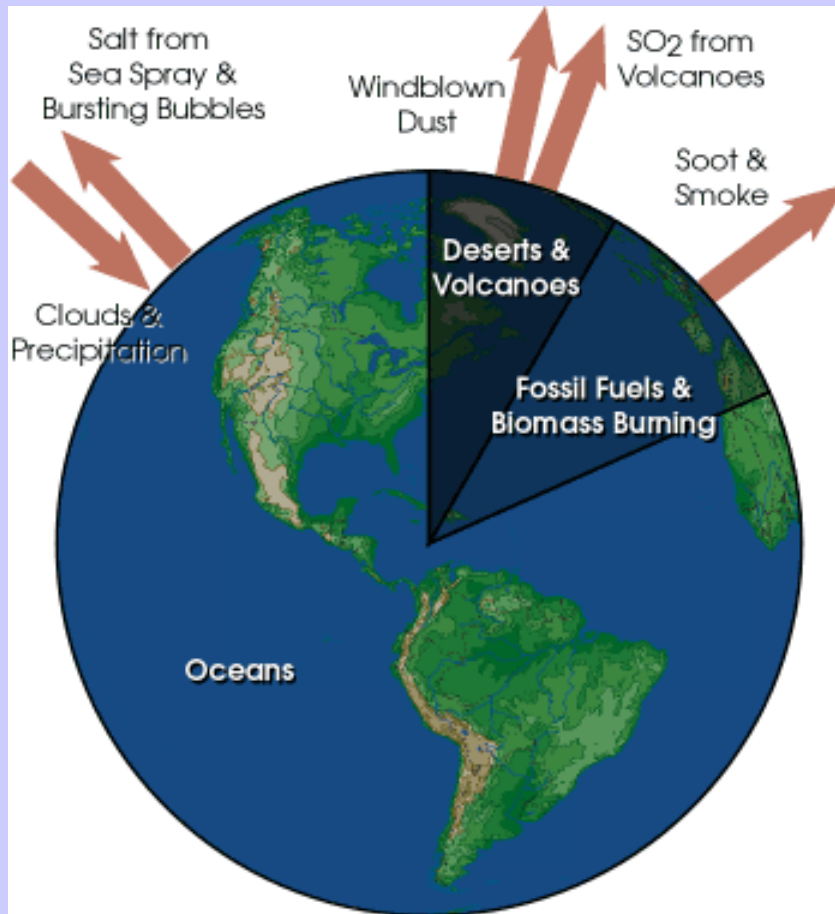 Salt from
Sea Spray &
Bursting Bubbles
Windblown
Dust
SO2 from
Volcanoes
Soot &
Smoke
Clouds &
Precipitation
Deserts &
Volcanoes
Fossil Fuels &
Biomass Burning
Oceans